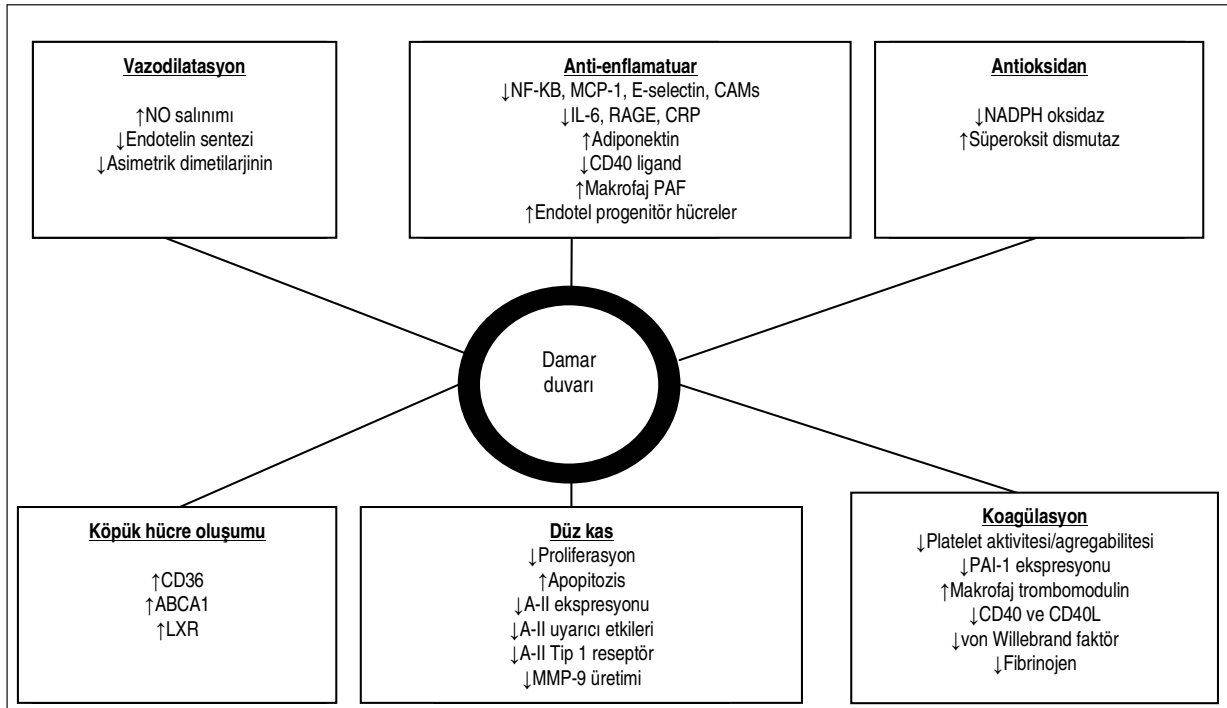 Vazodilatasyon
↑NO salınımı
↓Endotelin sentezi
↓Asimetrik dimetilarjinin
Anti-enflamatuar
↓NF-KB, MCP-1, E-selectin, CAMs
↓IL-6, RAGE, CRP
↑Adiponektin
↓CD40 ligand
↑Makrofaj PAF
↑Endotel progenitör hücreler
Antioksidan
↓NADPH oksidaz
↑Süperoksit dismutaz
Damar
duvarı
Köpük hücre oluşumu
↑CD36
↑ABCA1
↑LXR
Düz kas
↓Proliferasyon
↑Apopitozis
↓A-II ekspresyonu
↓A-II uyarıcı etkileri
↓A-II Tip 1 reseptör
↓MMP-9 üretimi
Koagülasyon
↓Platelet aktivitesi/agregabilitesi
↓PAI-1 ekspresyonu
↑Makrofaj trombomodulin
↓CD40 ve CD40L
↓von Willebrand faktör
↓Fibrinojen